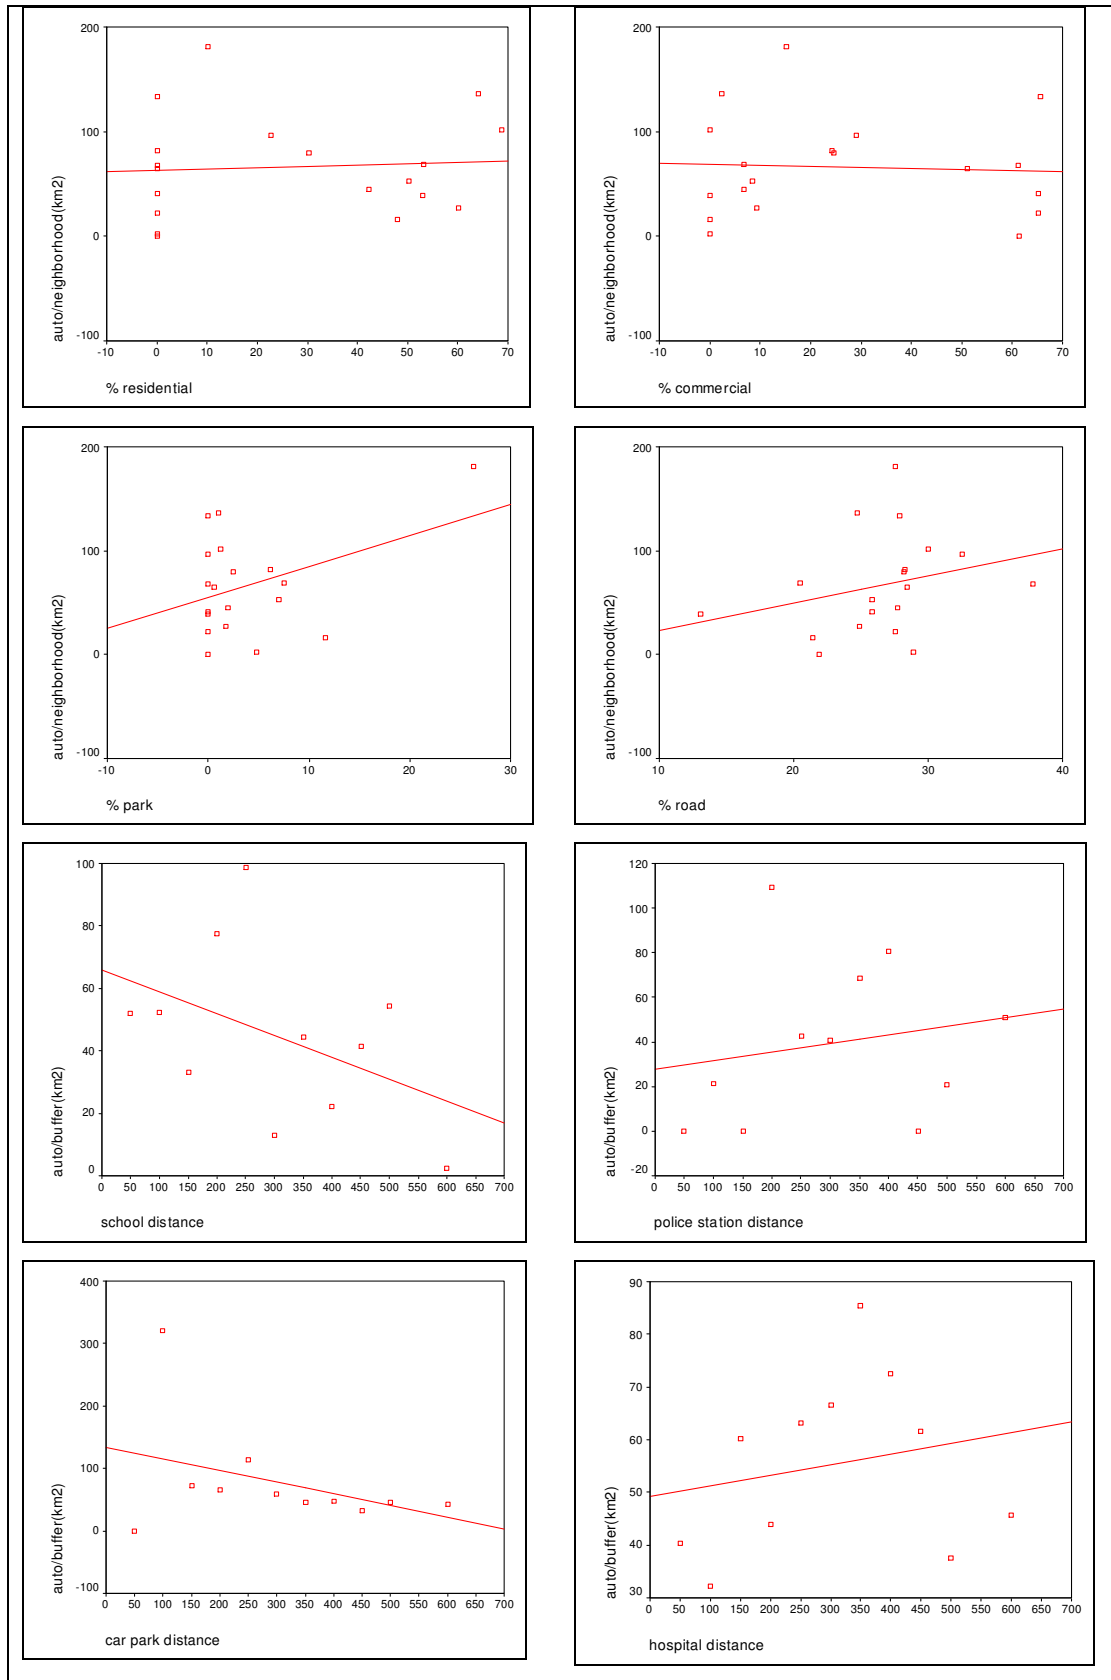 200
100
0
-100
-10 0 10 20 30 40 50 60 70
auto/neighborhood(km2)
% residential
200
100
0
-100
-10 0 10 20 30 40 50 60 70
auto/neighborhood(km2)
% commercial
200
100
0
-100
-10 0 10 20 30
auto/neighborhood(km2)
% park
200
100
0
-100
10 20 30 40
auto/neighborhood(km2)
% road
100
80
60
40
20
0
0 50 100 150 200 250 300 350 400 450 500 550 600 650 700
auto/buffer(km2)
school distance
120
100
80
60
40
20
0
-20
0 50 100 150 200 250 300 350 400 450 500 550 600 650 700
auto/buffer(km2)
police station distance
400
300
200
100
0
-100
0 50 100 150 200 250 300 350 400 450 500 550 600 650 700
auto/buffer(km2)
car park distance
90
80
70
60
50
40
30
0 50 100 150 200 250 300 350 400 450 500 550 600 650 700
auto/buffer(km2)
hospital distance